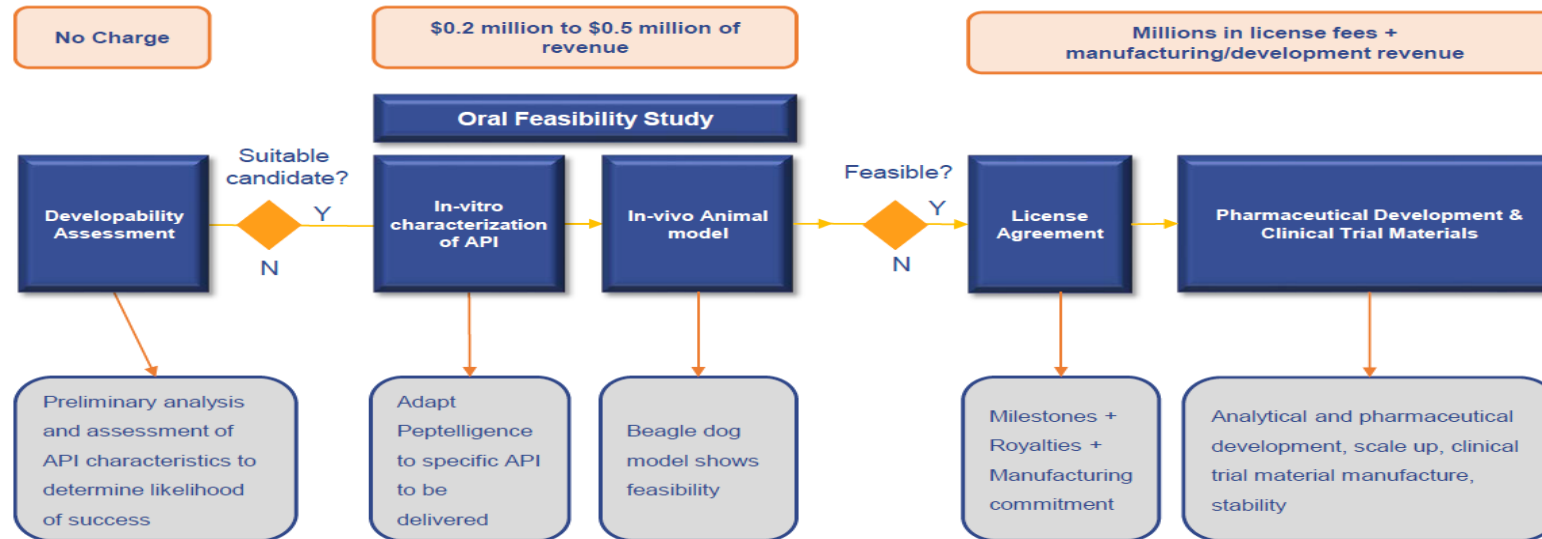 No Charge
$0.2 million to $0.5 million of
revenue
Millions in license fees +
manufacturing/development revenue
Oral Feasibility Study
Developability
Assessment
Suitable
candidate?
Y
N
In-vitro
characterization
of API
In-vivo Animal
model
Feasible?
Y
N
License
Agreement
Pharmaceutical Development &
Clinical Trial Materials
Preliminary analysis
and assessment of
API characteristics to
determine likelihood
of success
Adapt
Peptelligence
to specific API
to be
delivered
Beagle dog
model shows
feasibility
Milestones +
Royalties +
Manufacturing
commitment
Analytical and pharmaceutical
development, scale up, clinical
trial material manufacture,
stability